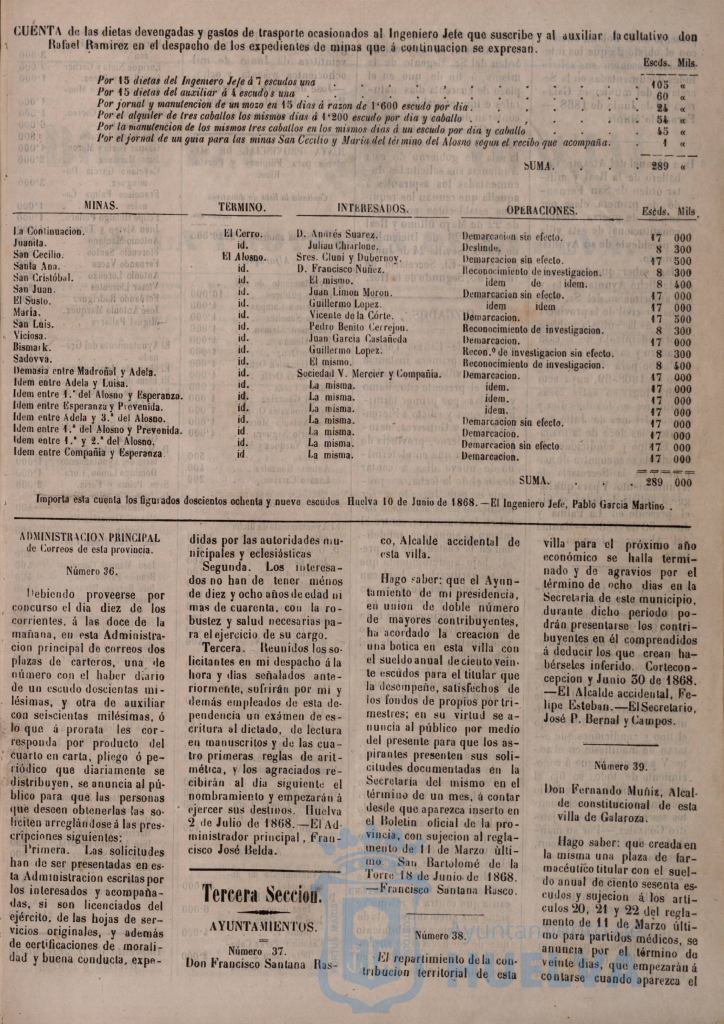 CUENTA de las dietas devengadas y gastos de trasporte ocasionados al Ingeniero Jefe que suscribe y al auxiliar facultativo don
Rafael Ramirez en el despacho de los expedientes de minas que á continuacion se expresan.
Escds. Mils.
Por 15 dietas del Ingeniero Jefe á 7 escudos una . . . 105 «
Por 15 dietas del auxiliar á 4 escudos una . . . 60 «
Por jornal y manutencion de un mozo en 15 dias á razon de 1'600 escudo por dia. . . . 24 «
Por el alquiler de tres caballos los mismos dias á 1'200 escudo por dia y caballo . . . 54 «
Por la manutencion de los mismos tres caballos en los mismos dias á un escudo por dia y caballo . . . 45 «
Por el jornal de un guia para las minas San Cecilio y Maria del término del Alosno segun el recibo que acompaña. . . 1 «
SUMA. . . . 289 «
MINAS. TERMINO. INTERESADOS. OPERACIONES. Escds. Mils.
La Continuacion. El Cerro. D. Andrés Suarez. Demarcacion sin efecto. 17 000
Juanita. id. Julian Chiarlone. Deslinde. 8 300
San Cecilio. El Alosno. Sres. Cluni y Dubernoy. Demarcacion sin efecto. 17 500
Santa Ana. id. D. Francisco Nuñez. Reconocimiento de investigacion. 8 300
San Cristóbal. id. El mismo. idem de idem. 8 400
San Juan. id. Juan Limon Moron. Demarcacion sin efecto. 17 000
El Susto. id. Guillermo Lopez. idem idem 17 000
Maria. id. Vicente de la Córte. Demarcacion. 17 500
San Luis. id. Pedro Benito Cerrejon. Reconocimiento de investigacion. 8 300
Viciosa. id. Juan Garcia Castañeda Demarcacion. 17 000
Bismark. id. Guillermo Lopez. Recon.º de investigacion sin efecto. 8 300
Sadovva. id. El mismo. Reconocimiento de investigacion. 8 400
Demasia entre Madroñal y Adela. id. Sociedad V. Mercier y Compañia. Demarcacion. 17 000
Idem entre Adela y Luisa. id. La misma. idem. 17 000
Idem entre 1.ª del Alosno y Esperanza. id. La misma. idem. 17 000
Idem entre Esperanza y Prevenida. id. La misma. idem. 17 000
Idem entre Adela y 3.ª del Alosno. id. La misma. Demarcacion sin efecto. 17 000
Idem entre 1.ª del Alosno y Prevenida. id. La misma. Demarcacion. 17 000
Idem entre 1.ª y 2.ª del Alosno. id. La misma. Demarcacion sin efecto 17 000
Idem entre Compañia y Esperanza id. La misma. Demarcacion. 17 000
SUMA. . . . 289 000
Importa esta cuenta los figurados doscientos ochenta y nueve escudos Huelva 10 de Junio de 1868.—El Ingeniero Jefe, Pablo Garcia Martino .
ADMINISTRACION PRINCIPAL
de Correos de esta provincia.
Número 36.
Debiendo proveerse por
concurso el dia diez de los
corrientes, á las doce de la
mañana, en esta Administra-
cion principal de correos dos
plazas de carteros, una de
número con el haber diario
de un escudo doscientas mi-
lésimas, y otra de auxiliar
con seiscientas milésimas, ó
lo que á prorata les cor-
responda por producto del
cuarto en carta, pliego ó pe-
riódico que diariamente se
distribuyen, se anuncia al pú-
blico para que las personas
que deseen obtenerlas las so-
liciten arreglándose á las pres-
cripciones siguientes:
Primera. Las solicitudes
han de ser presentadas en es-
ta Administracion escritas por
los interesados y acompaña-
das, si son licenciados del
ejército, de las hojas de ser-
vicios originales, y además
de certificaciones de morali-
dad y buena conducta, expe-
didas por las autoridades mu-
nicipales y eclesiásticas
Segunda. Los interesa-
dos no han de tener ménos
de diez y ocho años de edad ni
mas de cuarenta, con la ro-
bustez y salud necesarias pa-
ra el ejercicio de su cargo.
Tercera. Reunidos los so-
licitantes en mi despacho á la
hora y dias señalados ante-
riormente, sufrirán por mi y
demás empleados de esta de-
pendencia un exámen de es-
critura al dictado, de lectura
en manuscritos y de las cua-
tro primeras reglas de arit-
mética, y los agraciados re-
cibirán al dia siguiente el
nombramiento y empezarán á
ejercer sus destinos. Huelva
2 de Julio de 1868.—El Ad-
ministrador principal, Fran-
cisco José Belda.
Tercera Seccion.
AYUNTAMIENTOS.
Número 37.
Don Francisco Santana Ras-
co, Alcalde accidental de
esta villa.
Hago saber: que el Ayun-
tamiento de mi presidencia,
en union de doble número
de mayores contribuyentes,
ha acordado la creacion de
una botica en esta villa con
el sueldo anual de ciento vein-
te escudos para el titular que
la desempeñe, satisfechos de
los fondos de propios por tri-
mestres; en su virtud se a-
nuncia al público por medio
del presente para que los as-
pirantes presenten sus soli-
citudes documentadas en la
Secretaría del mismo en el
término de un mes, á contar
desde que aparezca inserto en
el Boletin oficial de la pro-
vincia, con sujecion al regla-
mento de 11 de Marzo últi-
mo San Bartolomé de la
Torre 18 de Junio de 1868.
—Francisco Santana Rasco.
Número 38.
El repartimiento de la con-
tribucion territorial de esta
villa para el próximo año
económico se halla termi-
nado y de agravios por el
término de ocho dias en la
Secretaría de este municipio,
durante dicho periodo po-
drán presentarse los contri-
buyentes en él comprendidos
á deducir los que crean ha-
bérseles inferido. Cortecon-
cepcion y Junio 30 de 1868.
—El Alcalde accidental, Fe-
lipe Esteban.—El Secretario,
José P. Bernal y Campos.
Número 39.
Don Fernando Muñiz, Alcal-
de constitucional de esta
villa de Galaroza.
Hago saber: que creada en
la misma una plaza de far-
macéutico titular con el suel-
do anual de ciento sesenta es-
cudos y sujecion á los artí-
culos 20, 21 y 22 del regla-
mento de 11 de Marzo últi-
mo para partidos médicos, se
anuncia por el término de
veinte dias, que empezarán á
contarse cuando aparezca el